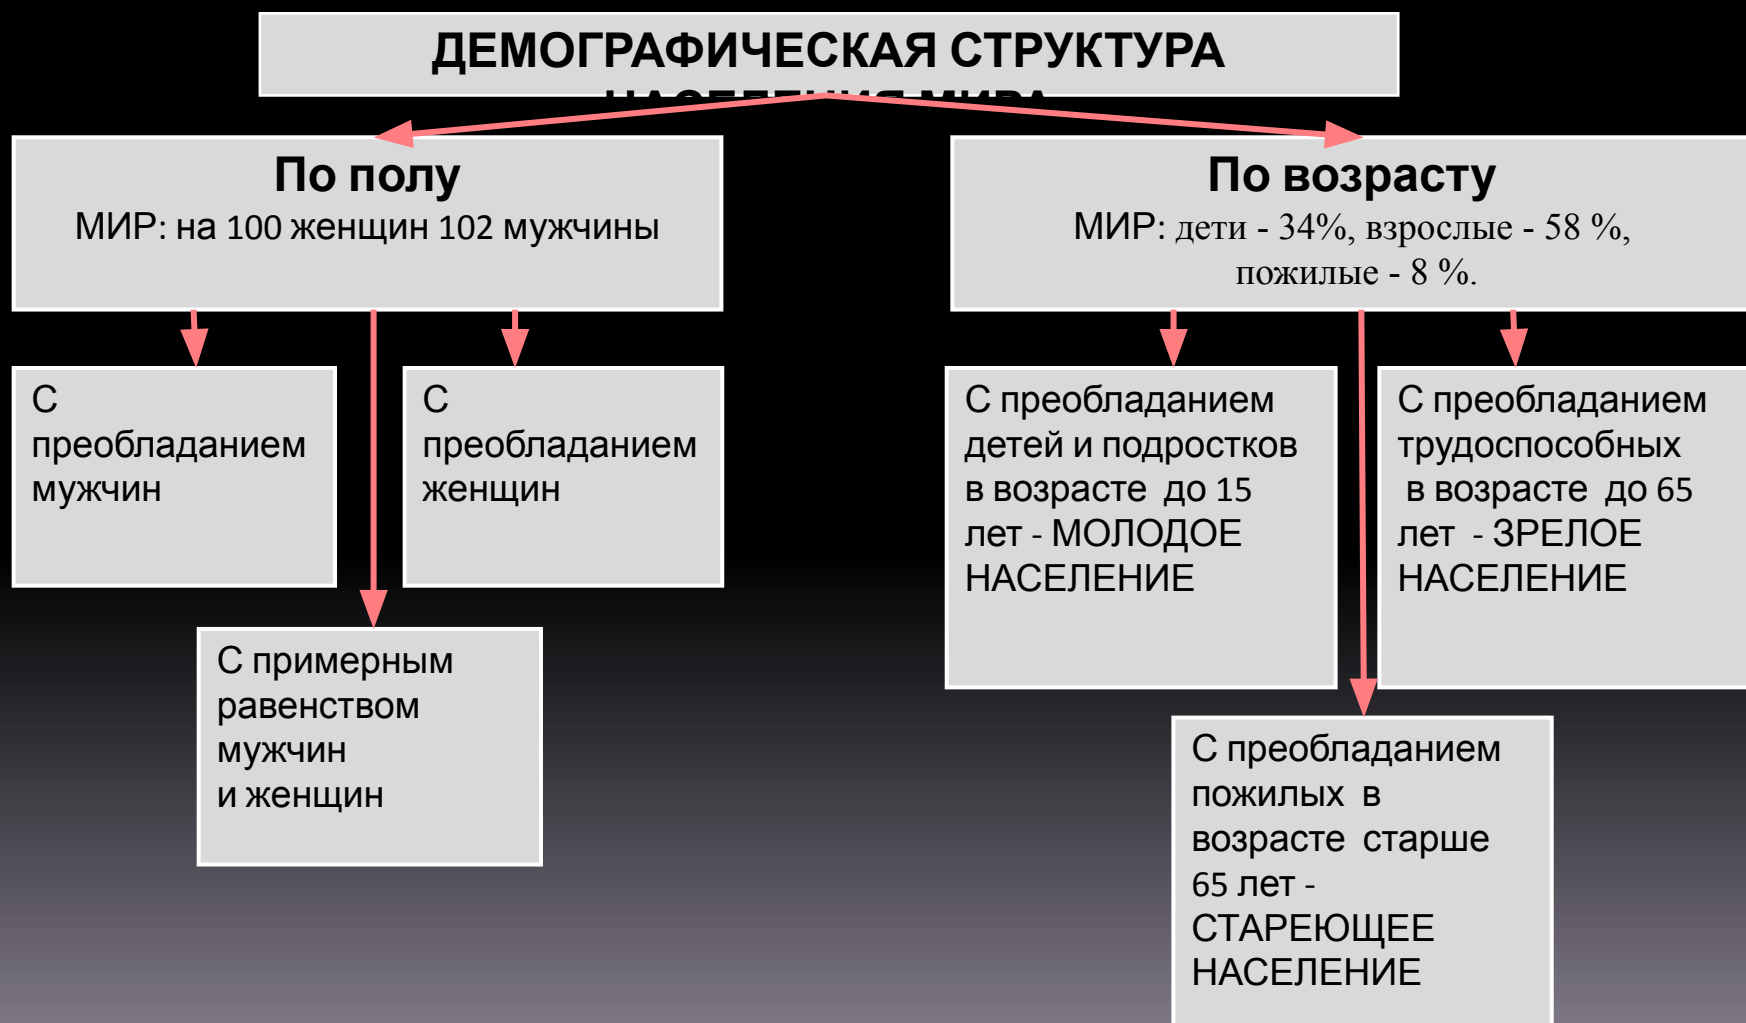 ДЕМОГРАФИЧЕСКАЯ СТРУКТУРА
НАСЕЛЕНИЯ МИРА
По полу
МИР: на 100 женщин 102 мужчины
По возрасту
МИР: дети - 34%, взрослые - 58 %,
пожилые - 8 %.
С
преобладанием
мужчин
С
преобладанием
женщин
С примерным
равенством
мужчин
и женщин
С преобладанием
детей и подростков
в возрасте до 15
лет - МОЛОДОЕ
НАСЕЛЕНИЕ
С преобладанием
трудоспособных
в возрасте до 65
лет - ЗРЕЛОЕ
НАСЕЛЕНИЕ
С преобладанием
пожилых в
возрасте старше
65 лет -
СТАРЕЮЩЕЕ
НАСЕЛЕНИЕ